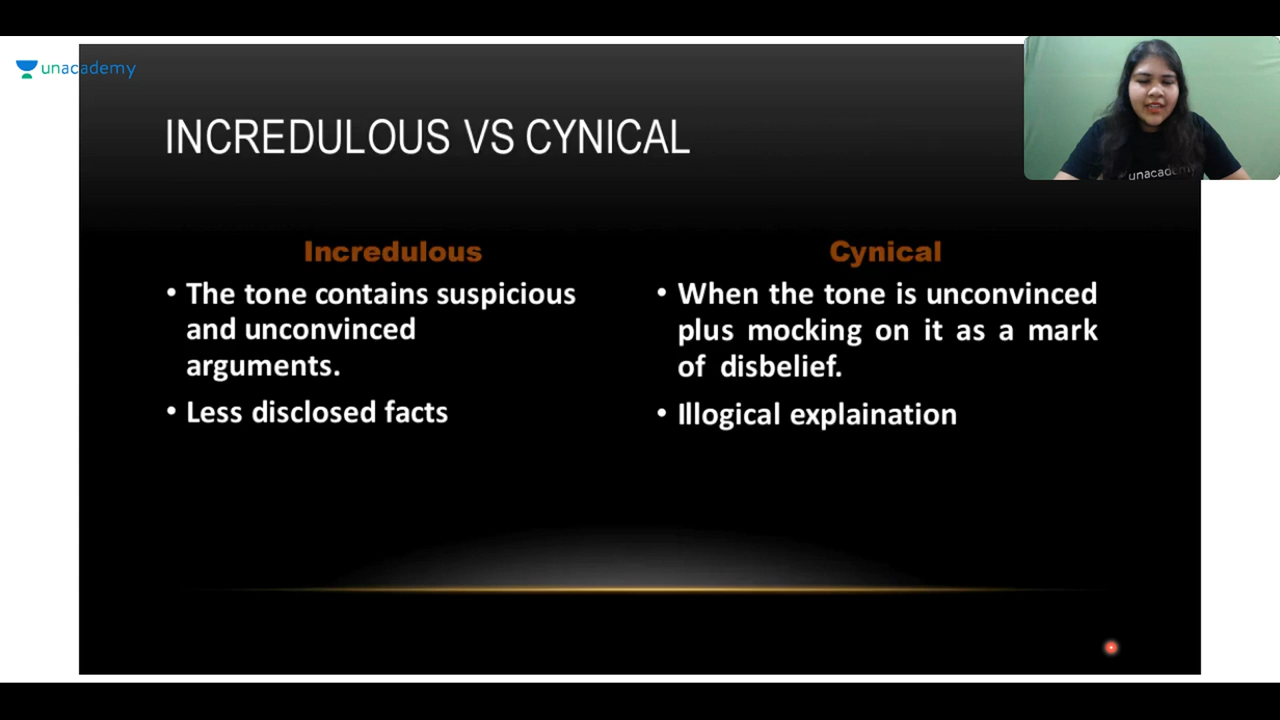 unacademy
INCREDULOUS VS CYNICAL
unacademy
Incredulous
• The tone contains suspicious
and unconvinced
arguments.
• Less disclosed facts
Cynical
• When the tone is unconvinced
plus mocking on it as a mark
of disbelief.
• Illogical explaination